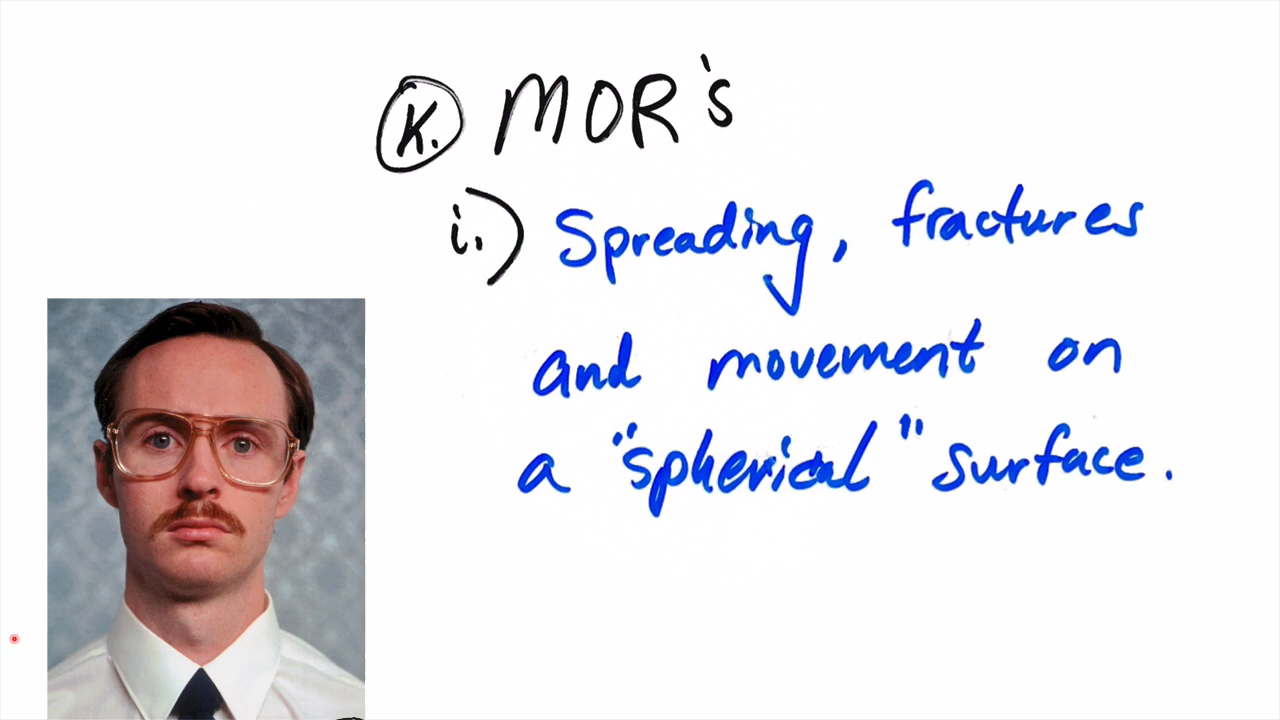 K. MOR's
i.) Spreading, fractures
and movement on
a "spherical" surface.